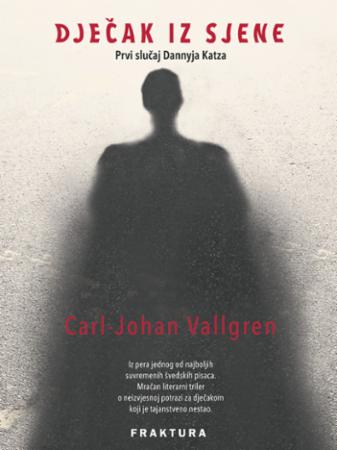 DJEČAK IZ SJENE
Prvi slučaj Dannyja Katza
Carl-Johan Vallgren
Iz pera jednog od najboljih
suvremenih švedskih pisaca.
Mračan literarni triler
o neizvjesnoj potrazi za dječakom
koji je tajanstveno nestao.
FRAKTURA